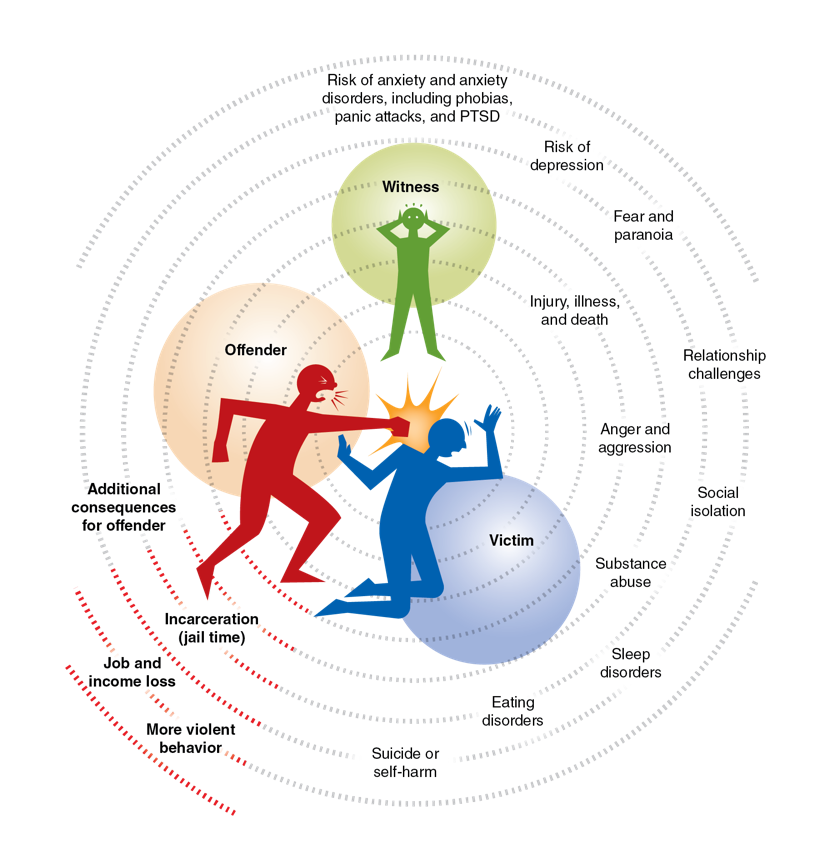 Risk of anxiety and anxiety
disorders, including phobias,
panic attacks, and PTSD
Risk of
depression
Witness
Fear and
paranoia
Injury, illness,
and death
Offender
Relationship
challenges
Anger and
aggression
Additional
consequences
for offender
Social
isolation
Victim
Substance
abuse
Incarceration
(jail time)
Sleep
disorders
Job and
income loss
Eating
disorders
More violent
behavior
Suicide or
self-harm